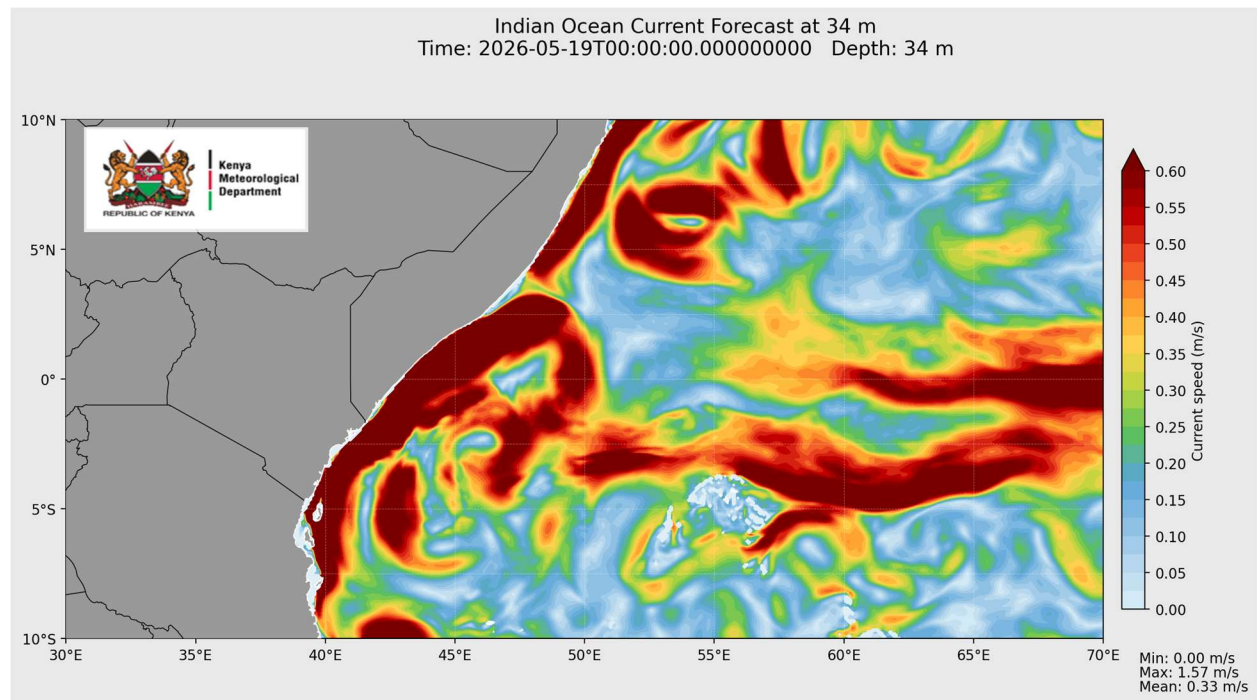 Indian Ocean Current Forecast at 34 m
Time: 2026-05-19T00:00:00.000000000   Depth: 34 m
10°N
5°N
0°
5°S
10°S
Kenya
Meteorological
Department
REPUBLIC OF KENYA
30°E 35°E 40°E 45°E 50°E 55°E 60°E 65°E 70°E
0.60
0.55
0.50
0.45
0.40
0.35
0.30
0.25
0.20
0.15
0.10
0.05
0.00
Current speed (m/s)
Min: 0.00 m/s
Max: 1.57 m/s
Mean: 0.33 m/s